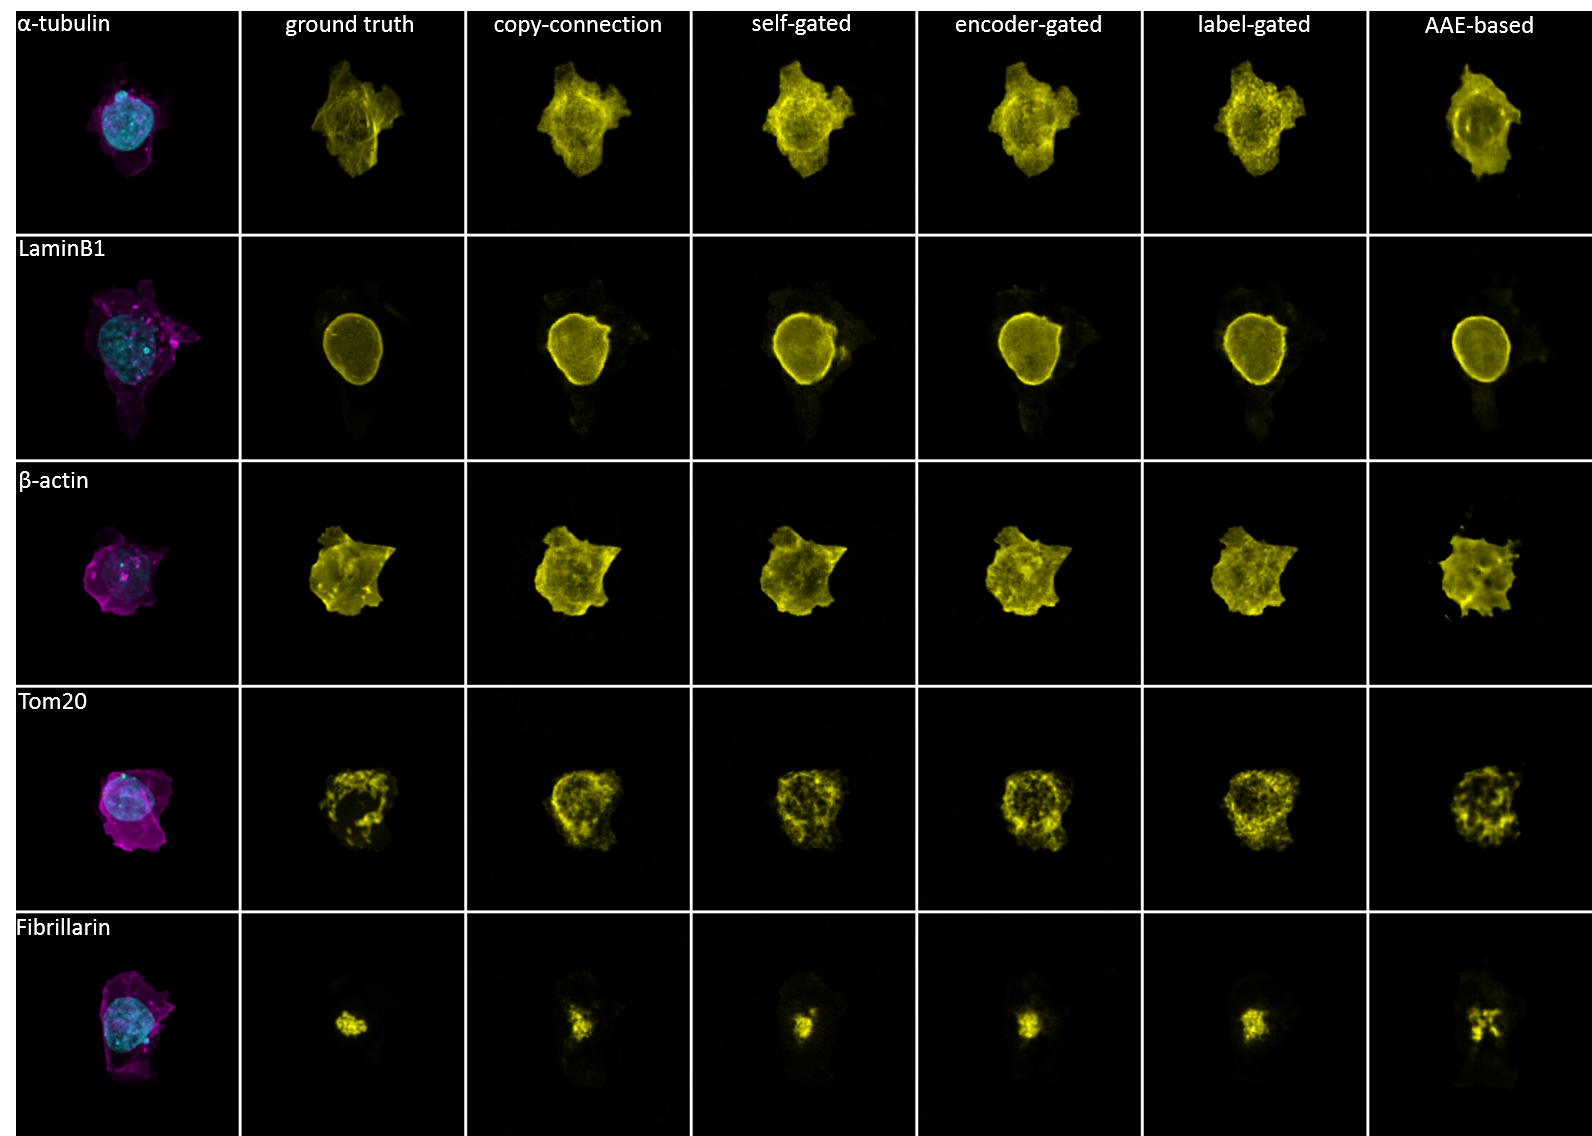 α-tubulin ground truth copy-connection self-gated encoder-gated label-gated AAE-based
LaminB1
β-actin
Tom20
Fibrillarin